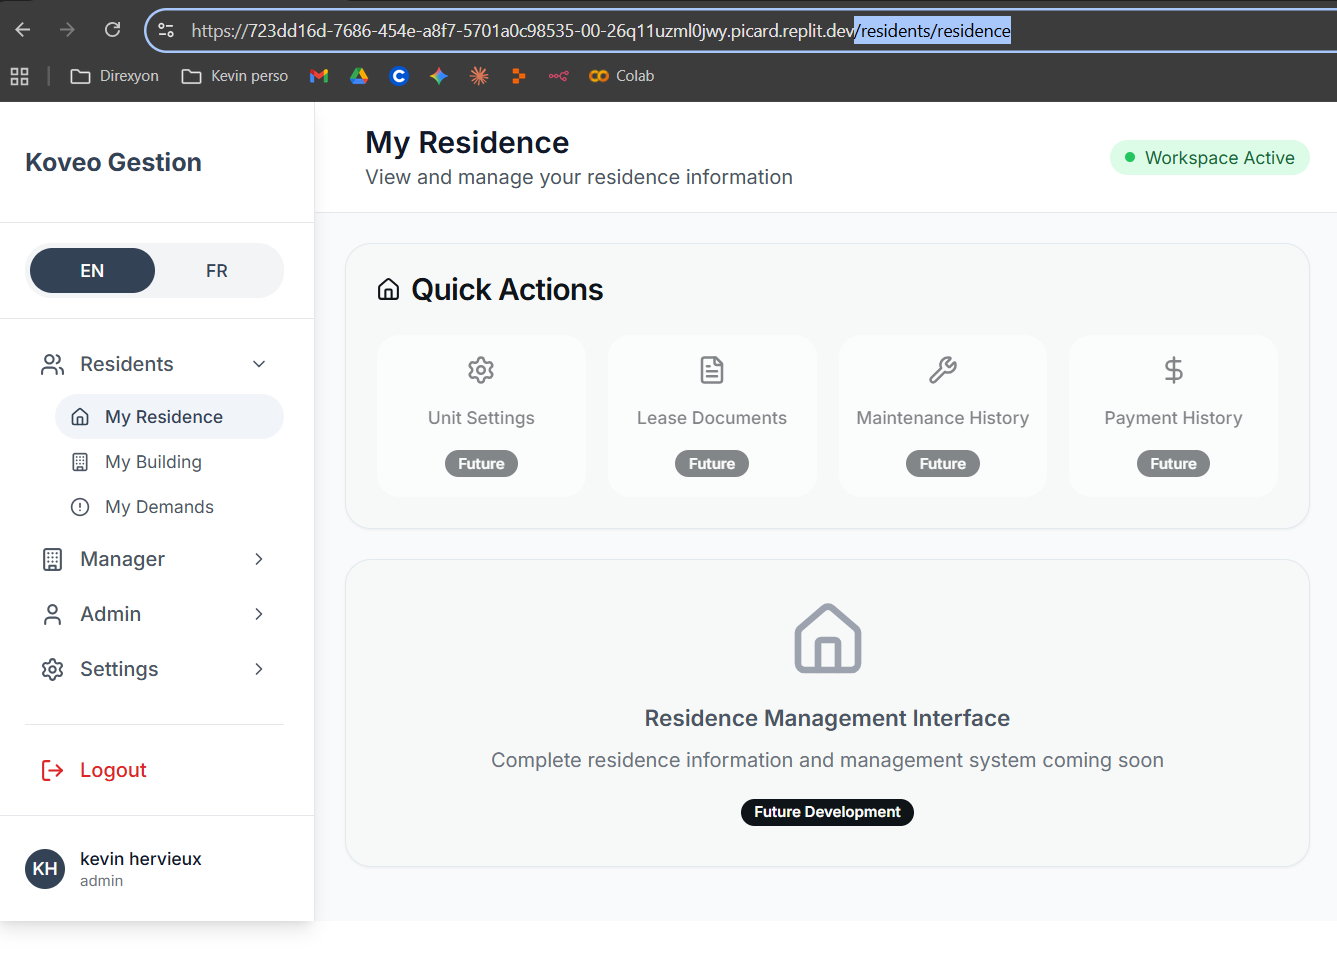 https://723dd16d-7686-454e-a8f7-5701a0c98535-00-26q11uzml0jwy.picard.replit.dev/residents/residence
Direxyon
Kevin perso
Colab
Koveo Gestion
EN
FR
Residents
My Residence
My Building
My Demands
Manager
Admin
Settings
Logout
KH
kevin hervieux
admin
My Residence
View and manage your residence information
Workspace Active
Quick Actions
Unit Settings
Future
Lease Documents
Future
Maintenance History
Future
Payment History
Future
Residence Management Interface
Complete residence information and management system coming soon
Future Development